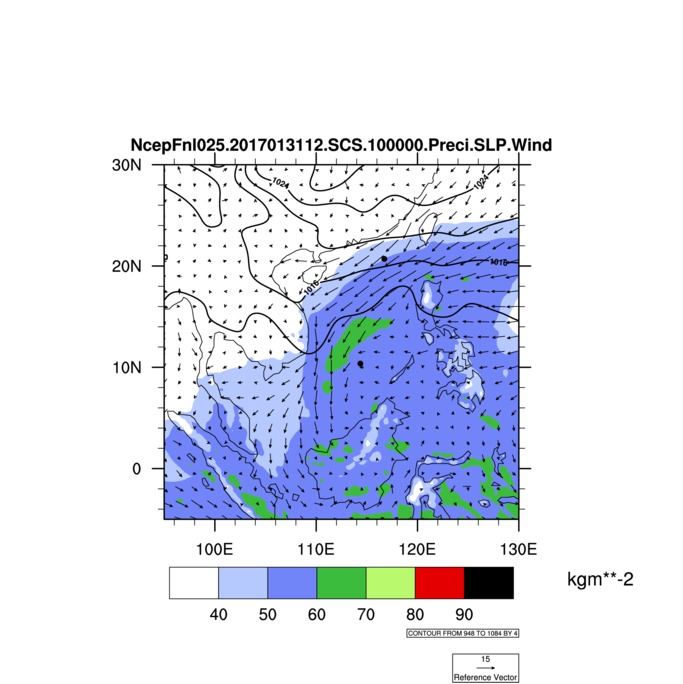 NcepFnl025.2017013112.SCS.100000.Preci.SLP.Wind
30N
1024
1024
20N
1016
1016
10N
0
100E 110E 120E 130E
kgm**-2
40 50 60 70 80 90
CONTOUR FROM 948 TO 1084 BY 4
15
Reference Vector